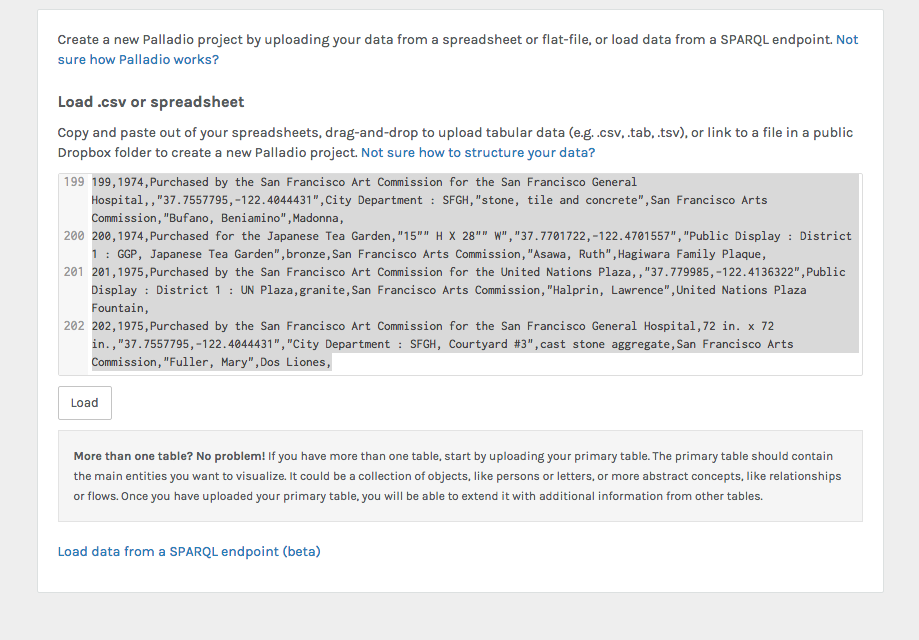 Create a new Palladio project by uploading your data from a spreadsheet or flat-file, or load data from a SPARQL endpoint. Not
sure how Palladio works?
Load .csv or spreadsheet
Copy and paste out of your spreadsheets, drag-and-drop to upload tabular data (e.g. .csv, .tab, .tsv), or link to a file in a public
Dropbox folder to create a new Palladio project. Not sure how to structure your data?
199 199,1974,Purchased by the San Francisco Art Commission for the San Francisco General
Hospital,,"37.7557795,-122.4044431",City Department : SFGH,"stone, tile and concrete",San Francisco Arts
Commission,"Bufano, Beniamino",Madonna,
200 200,1974,Purchased for the Japanese Tea Garden,"15"" H X 28"" W","37.7701722,-122.4701557","Public Display : District
1 : GGP, Japanese Tea Garden",bronze,San Francisco Arts Commission,"Asawa, Ruth",Hagiwara Family Plaque,
201 201,1975,Purchased by the San Francisco Art Commission for the United Nations Plaza,,"37.779985,-122.4136322",Public
Display : District 1 : UN Plaza,granite,San Francisco Arts Commission,"Halprin, Lawrence",United Nations Plaza
Fountain,
202 202,1975,Purchased by the San Francisco Art Commission for the San Francisco General Hospital,72 in. x 72
in.,"37.7557795,-122.4044431","City Department : SFGH, Courtyard #3",cast stone aggregate,San Francisco Arts
Commission,"Fuller, Mary",Dos Liones,
Load
More than one table? No problem! If you have more than one table, start by uploading your primary table. The primary table should contain
the main entities you want to visualize. It could be a collection of objects, like persons or letters, or more abstract concepts, like relationships
or flows. Once you have uploaded your primary table, you will be able to extend it with additional information from other tables.
Load data from a SPARQL endpoint (beta)